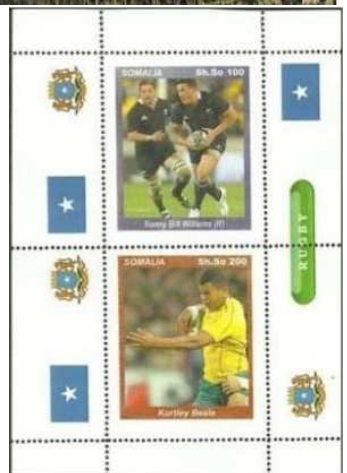 SOMALIA Sh.So 100
Sonny Bill Williams (R)
RUGBY
SOMALIA Sh.So 200
Kurtley Beale